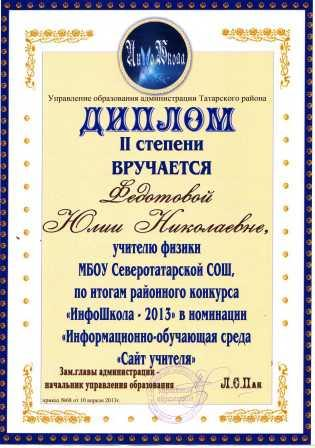 ИнфоШкола
Управление образования администрации Татарского района
ДИПЛОМ
II степени
ВРУЧАЕТСЯ
Федотовой
Юлии Николаевне,
учителю физики
МБОУ Северотатарской СОШ,
по итогам районного конкурса
«ИнфоШкола - 2013» в номинации
«Информационно-обучающая среда
«Сайт учителя»
Зам.главы администрации -
начальник управления образования Л.С.Пак
приказ №68 от 10 апреля 2013г.